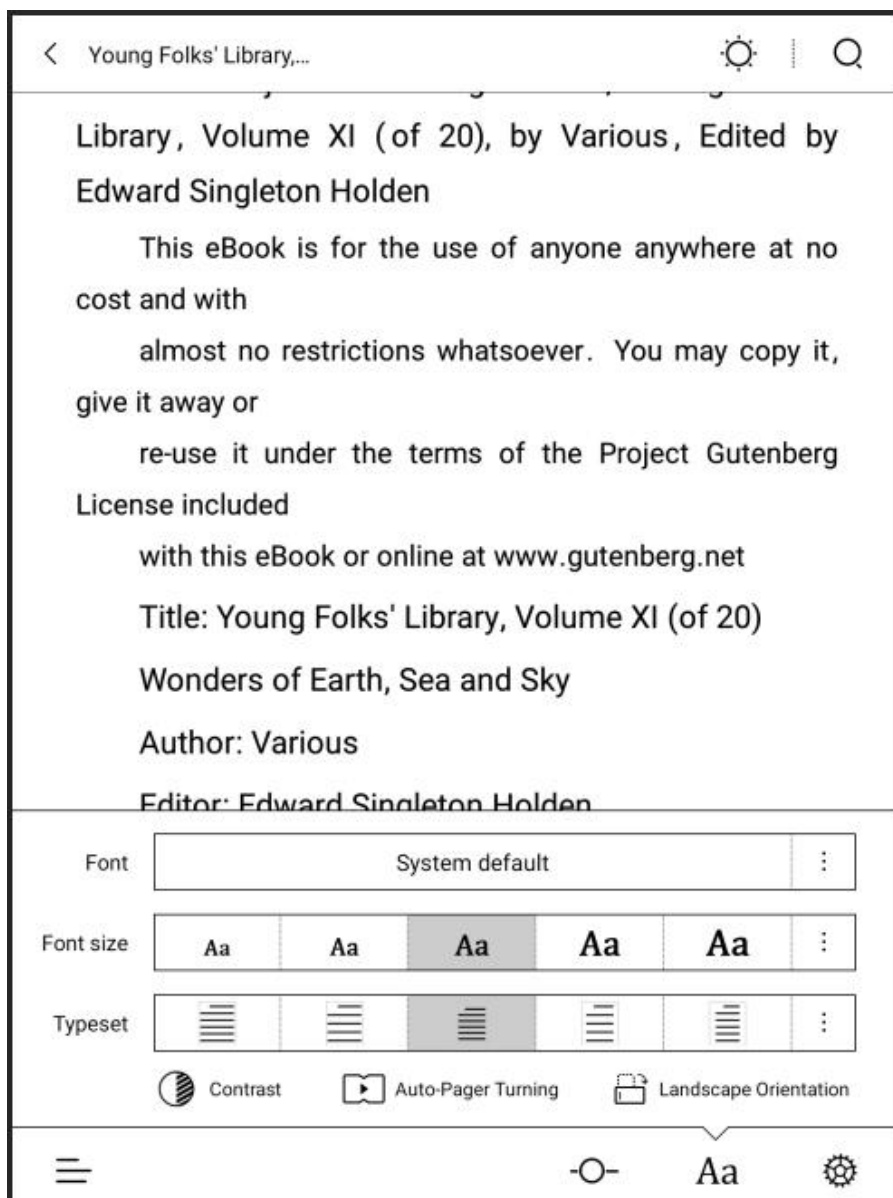 Young Folks' Library,...
Library, Volume XI (of 20), by Various, Edited by
Edward Singleton Holden
This eBook is for the use of anyone anywhere at no
cost and with
almost no restrictions whatsoever. You may copy it,
give it away or
re-use it under the terms of the Project Gutenberg
License included
with this eBook or online at www.gutenberg.net
Title: Young Folks' Library, Volume XI (of 20)
Wonders of Earth, Sea and Sky
Author: Various
Editor: Edward Singleton Holden
Font System default
Font size Aa Aa Aa Aa Aa
Typeset
Contrast Auto-Pager Turning Landscape Orientation
Aa